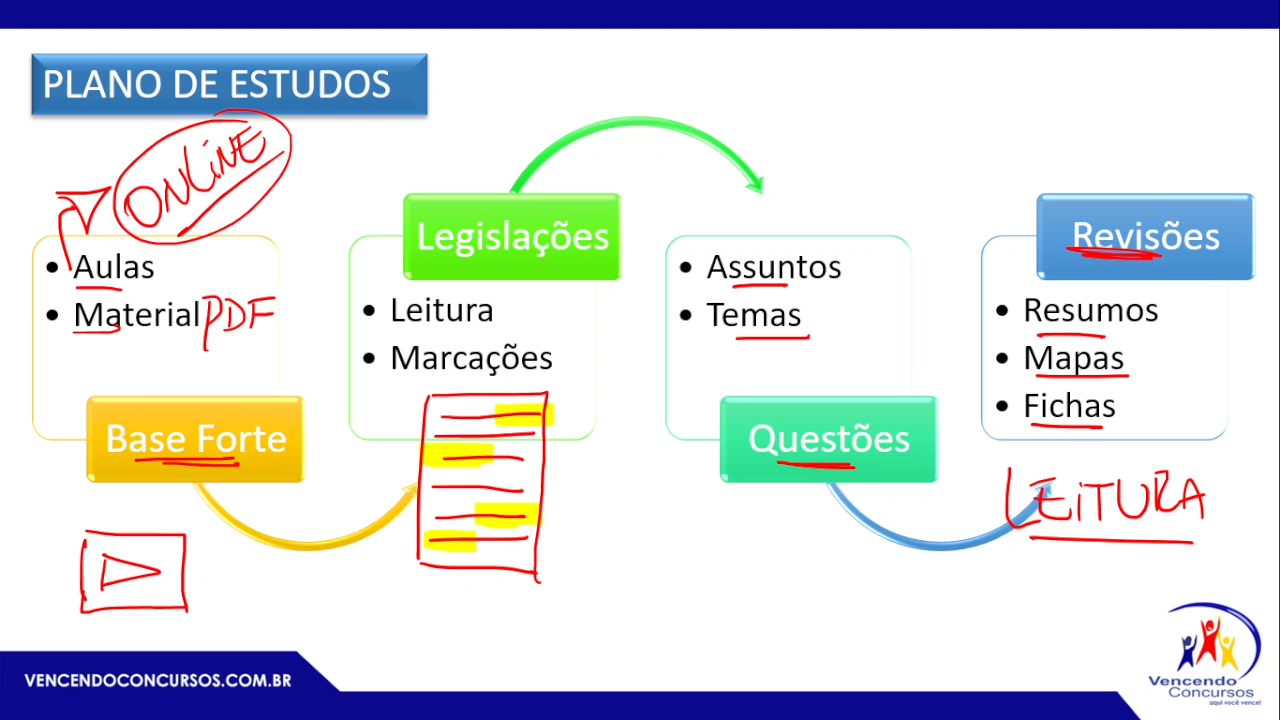 PLANO DE ESTUDOS
ONLINE
• Aulas
• Material PDF
Base Forte
Legislações
• Leitura
• Marcações
• Assuntos
• Temas
Questões
Revisões
• Resumos
• Mapas
• Fichas
LEITURA
VENCENDOCONCURSOS.COM.BR
Vencendo
Concursos
aqui você vence!